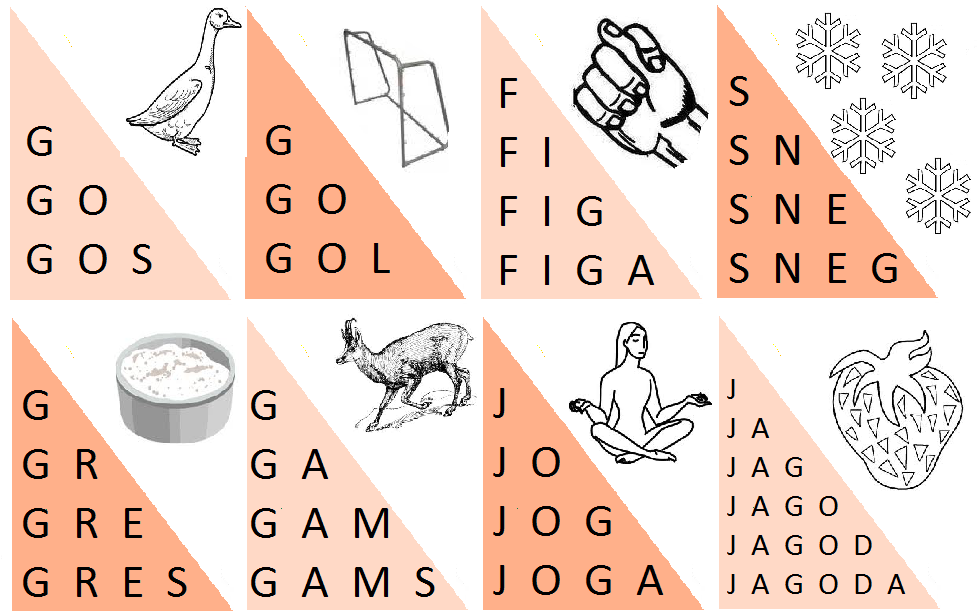 G
G O
G O S
G
G O
G O L
F
F I
F I G
F I G A
S
S N
S N E
S N E G
G
G R
G R E
G R E S
G
G A
G A M
G A M S
J
J O
J O G
J O G A
J
J A
J A G
J A G O
J A G O D
J A G O D A